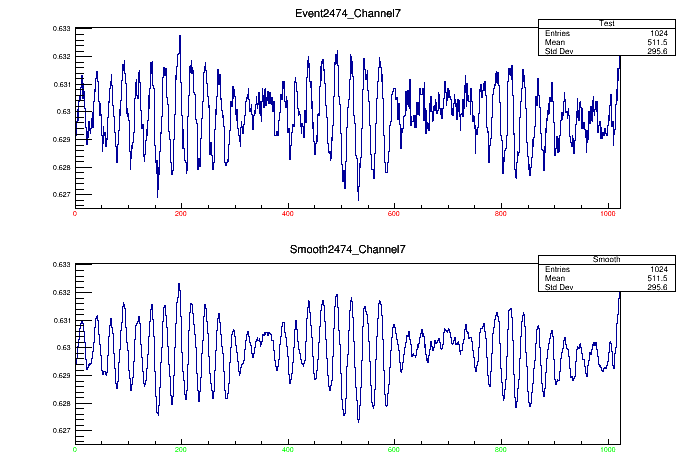 Event2474_Channel7
Test
Entries 1024
Mean 511.5
Std Dev 295.6
0.633
0.632
0.631
0.63
0.629
0.628
0.627
0 200 400 600 800 1000
Smooth2474_Channel7
Smooth
Entries 1024
Mean 511.5
Std Dev 295.6
0.633
0.632
0.631
0.63
0.629
0.628
0.627
0 200 400 600 800 1000